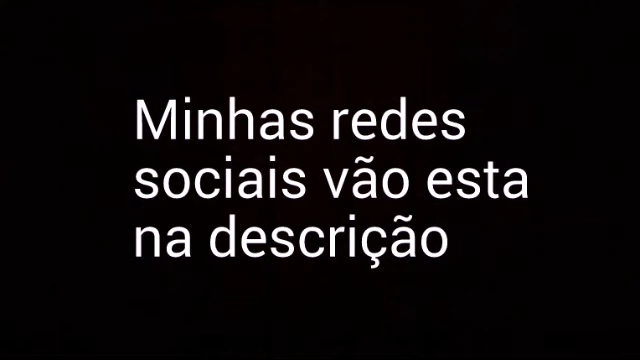 Minhas redes
sociais vão esta
na descrição